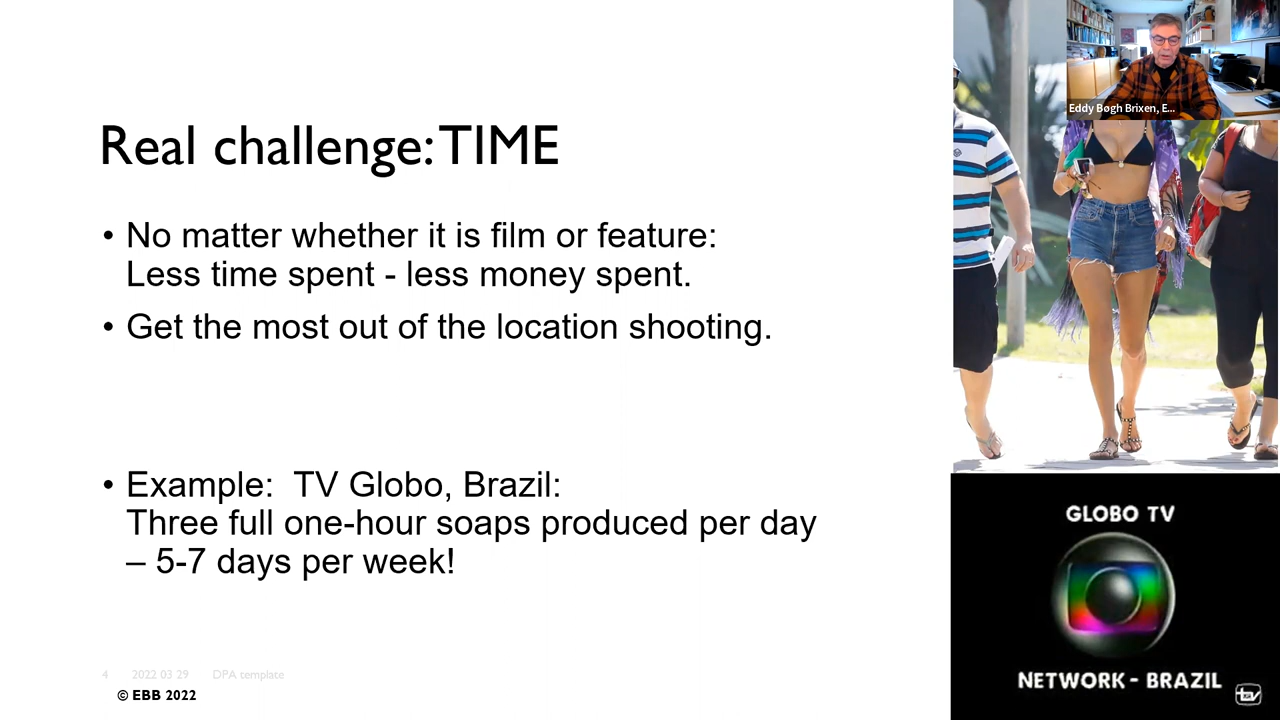 Real challenge: TIME
• No matter whether it is film or feature:
Less time spent - less money spent.
• Get the most out of the location shooting.
• Example:  TV Globo, Brazil:
Three full one-hour soaps produced per day
– 5-7 days per week!
4 2022 03 29 DPA template
© EBB 2022
Eddy Bøgh Brixen, E...
GLOBO TV
NETWORK - BRAZIL
tv